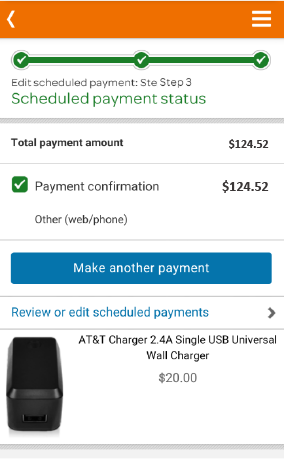 Edit scheduled payment: Ste Step 3
Scheduled payment status
Total payment amount
$124.52
Payment confirmation
$124.52
Other (web/phone)
Make another payment
Review or edit scheduled payments
AT&T Charger 2.4A Single USB Universal
Wall Charger
$20.00